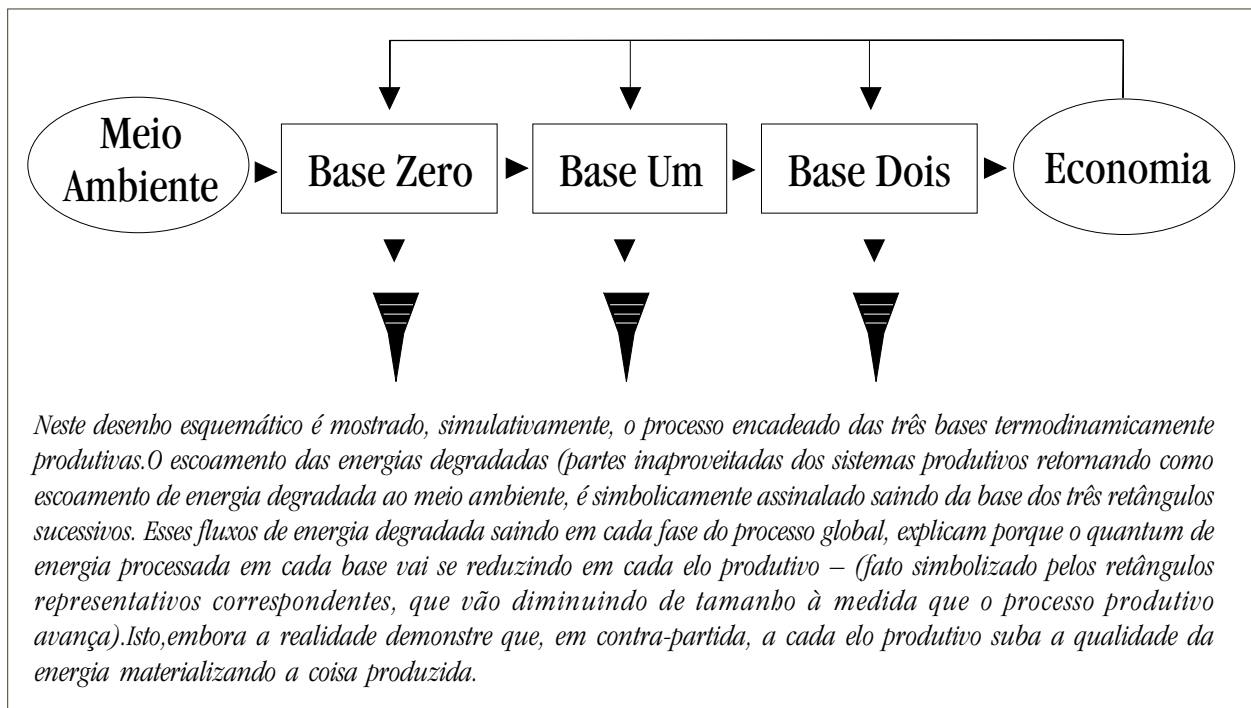 Meio
Ambiente
Base Zero
Base Um
Base Dois
Economia
Neste desenho esquemático é mostrado, simulativamente, o processo encadeado das três bases termodinamicamente
produtivas.O escoamento das energias degradadas (partes inaproveitadas dos sistemas produtivos retornando como
escoamento de energia degradada ao meio ambiente, é simbolicamente assinalado saindo da base dos três retângulos
sucessivos. Esses fluxos de energia degradada saindo em cada fase do processo global, explicam porque o quantum de
energia processada em cada base vai se reduzindo em cada elo produtivo – (fato simbolizado pelos retângulos
representativos correspondentes, que vão diminuindo de tamanho à medida que o processo produtivo
avança).Isto,embora a realidade demonstre que, em contra-partida, a cada elo produtivo suba a qualidade da
energia materializando a coisa produzida.